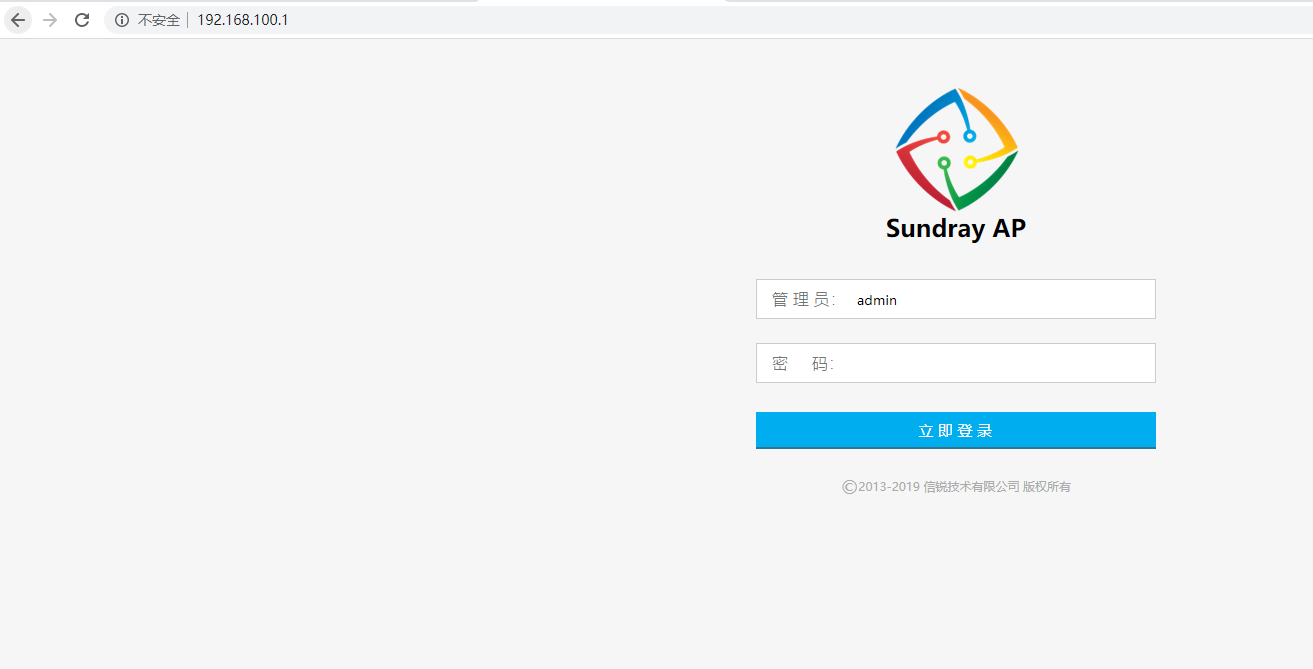 不安全 192.168.100.1
Sundray AP
管 理 员： admin
密 码：
立 即 登 录
©2013-2019 信锐技术有限公司 版权所有